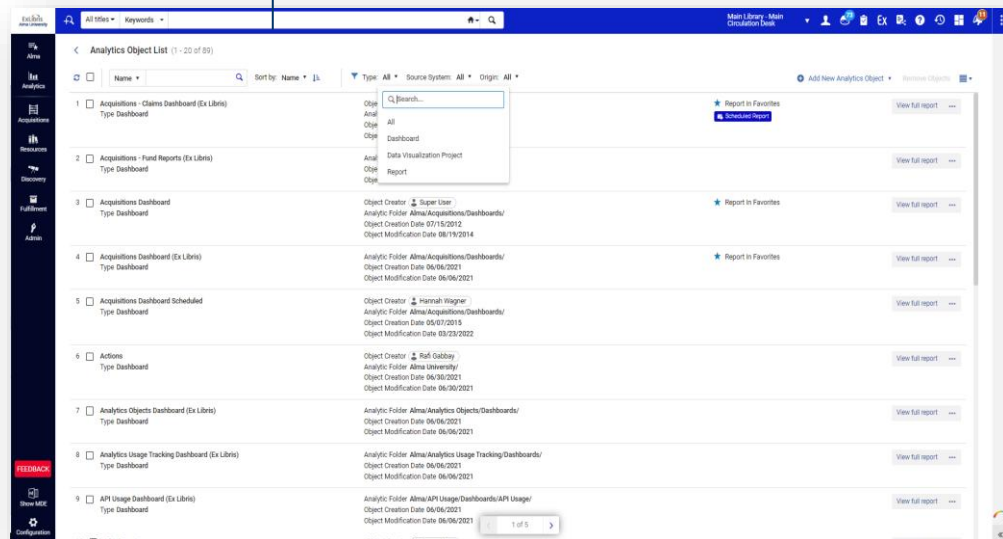 ExLibris
Alma University
All titles Keywords
Main Library - Main
Circulation Desk
Alma
Analytics
Acquisitions
Resources
Discovery
Fulfillment
Admin
FEEDBACK
Show MDE
Configuration
Analytics Object List (1 - 20 of 89)
Name
Sort by: Name
Type: All Source System: All Origin: All
Add New Analytics Object
Remove Objects
Search...
All
Dashboard
Data Visualization Project
Report
1 Acquisitions - Claims Dashboard (Ex Libris)
Type Dashboard
Report in Favorites
Scheduled Report
View full report
2 Acquisitions - Fund Reports (Ex Libris)
Type Dashboard
View full report
3 Acquisitions Dashboard
Type Dashboard
Object Creator Super User
Analytic Folder Alma/Acquisitions/Dashboards/
Object Creation Date 07/15/2012
Object Modification Date 08/19/2014
Report in Favorites
View full report
4 Acquisitions Dashboard (Ex Libris)
Type Dashboard
Analytic Folder Alma/Acquisitions/Dashboards/
Object Creation Date 06/06/2021
Object Modification Date 06/06/2021
Report in Favorites
View full report
5 Acquisitions Dashboard Scheduled
Type Dashboard
Object Creator Hannah Wagner
Analytic Folder Alma/Acquisitions/Dashboards/
Object Creation Date 05/07/2015
Object Modification Date 03/23/2022
View full report
6 Actions
Type Dashboard
Object Creator Rafi Gabbay
Analytic Folder Alma University/
Object Creation Date 06/30/2021
Object Modification Date 06/30/2021
View full report
7 Analytics Objects Dashboard (Ex Libris)
Type Dashboard
Analytic Folder Alma/Analytics Objects/Dashboards/
Object Creation Date 06/06/2021
Object Modification Date 06/06/2021
View full report
8 Analytics Usage Tracking Dashboard (Ex Libris)
Type Dashboard
Analytic Folder Alma/Analytics Usage Tracking/Dashboards/
Object Creation Date 06/06/2021
Object Modification Date 06/06/2021
View full report
9 API Usage Dashboard (Ex Libris)
Type Dashboard
Analytic Folder Alma/API Usage/Dashboards/API Usage/
Object Creation Date 06/06/2021
Object Modification Date 06/06/2021
View full report
1 of 5